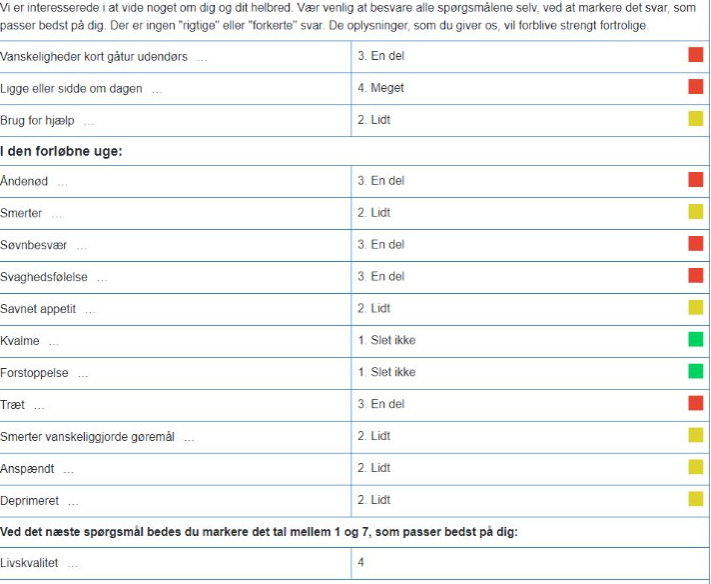 Vi er interesserede i at vide noget om dig og dit helbred. Vær venlig at besvare alle spørgsmålene selv, ved at markere det svar, som
passer bedst på dig. Der er ingen "rigtige" eller "forkerte" svar. De oplysninger, som du giver os, vil forblive strengt fortrolige.
Vanskeligheder kort gåtur udendørs ... 3. En del
Ligge eller sidde om dagen ... 4. Meget
Brug for hjælp ... 2. Lidt
I den forløbne uge:
Åndenød ... 3. En del
Smerter ... 2. Lidt
Søvnbesvær ... 3. En del
Svaghedsfølelse ... 3. En del
Savnet appetit ... 2. Lidt
Kvalme ... 1. Slet ikke
Forstoppelse ... 1. Slet ikke
Træt ... 3. En del
Smerter vanskeliggjorde gøremål ... 2. Lidt
Anspændt ... 2. Lidt
Deprimeret ... 2. Lidt
Ved det næste spørgsmål bedes du markere det tal mellem 1 og 7, som passer bedst på dig:
Livskvalitet ... 4